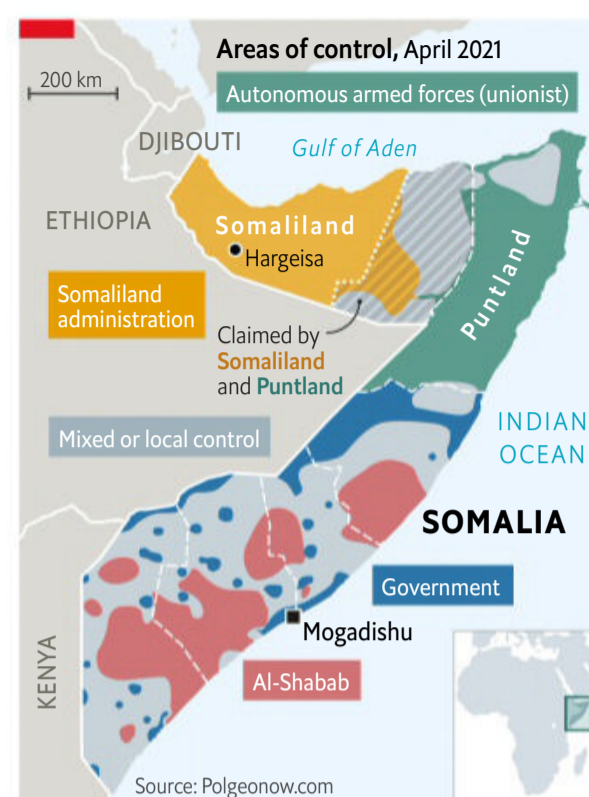 Areas of control, April 2021
200 km
Autonomous armed forces (unionist)
DJIBOUTI
Gulf of Aden
ETHIOPIA
Somaliland
Hargeisa
Puntland
Somaliland
administration
Claimed by
Somaliland
and Puntland
Mixed or local control
INDIAN
OCEAN
SOMALIA
Government
Mogadishu
KENYA
Al-Shabab
Source: Polgeonow.com